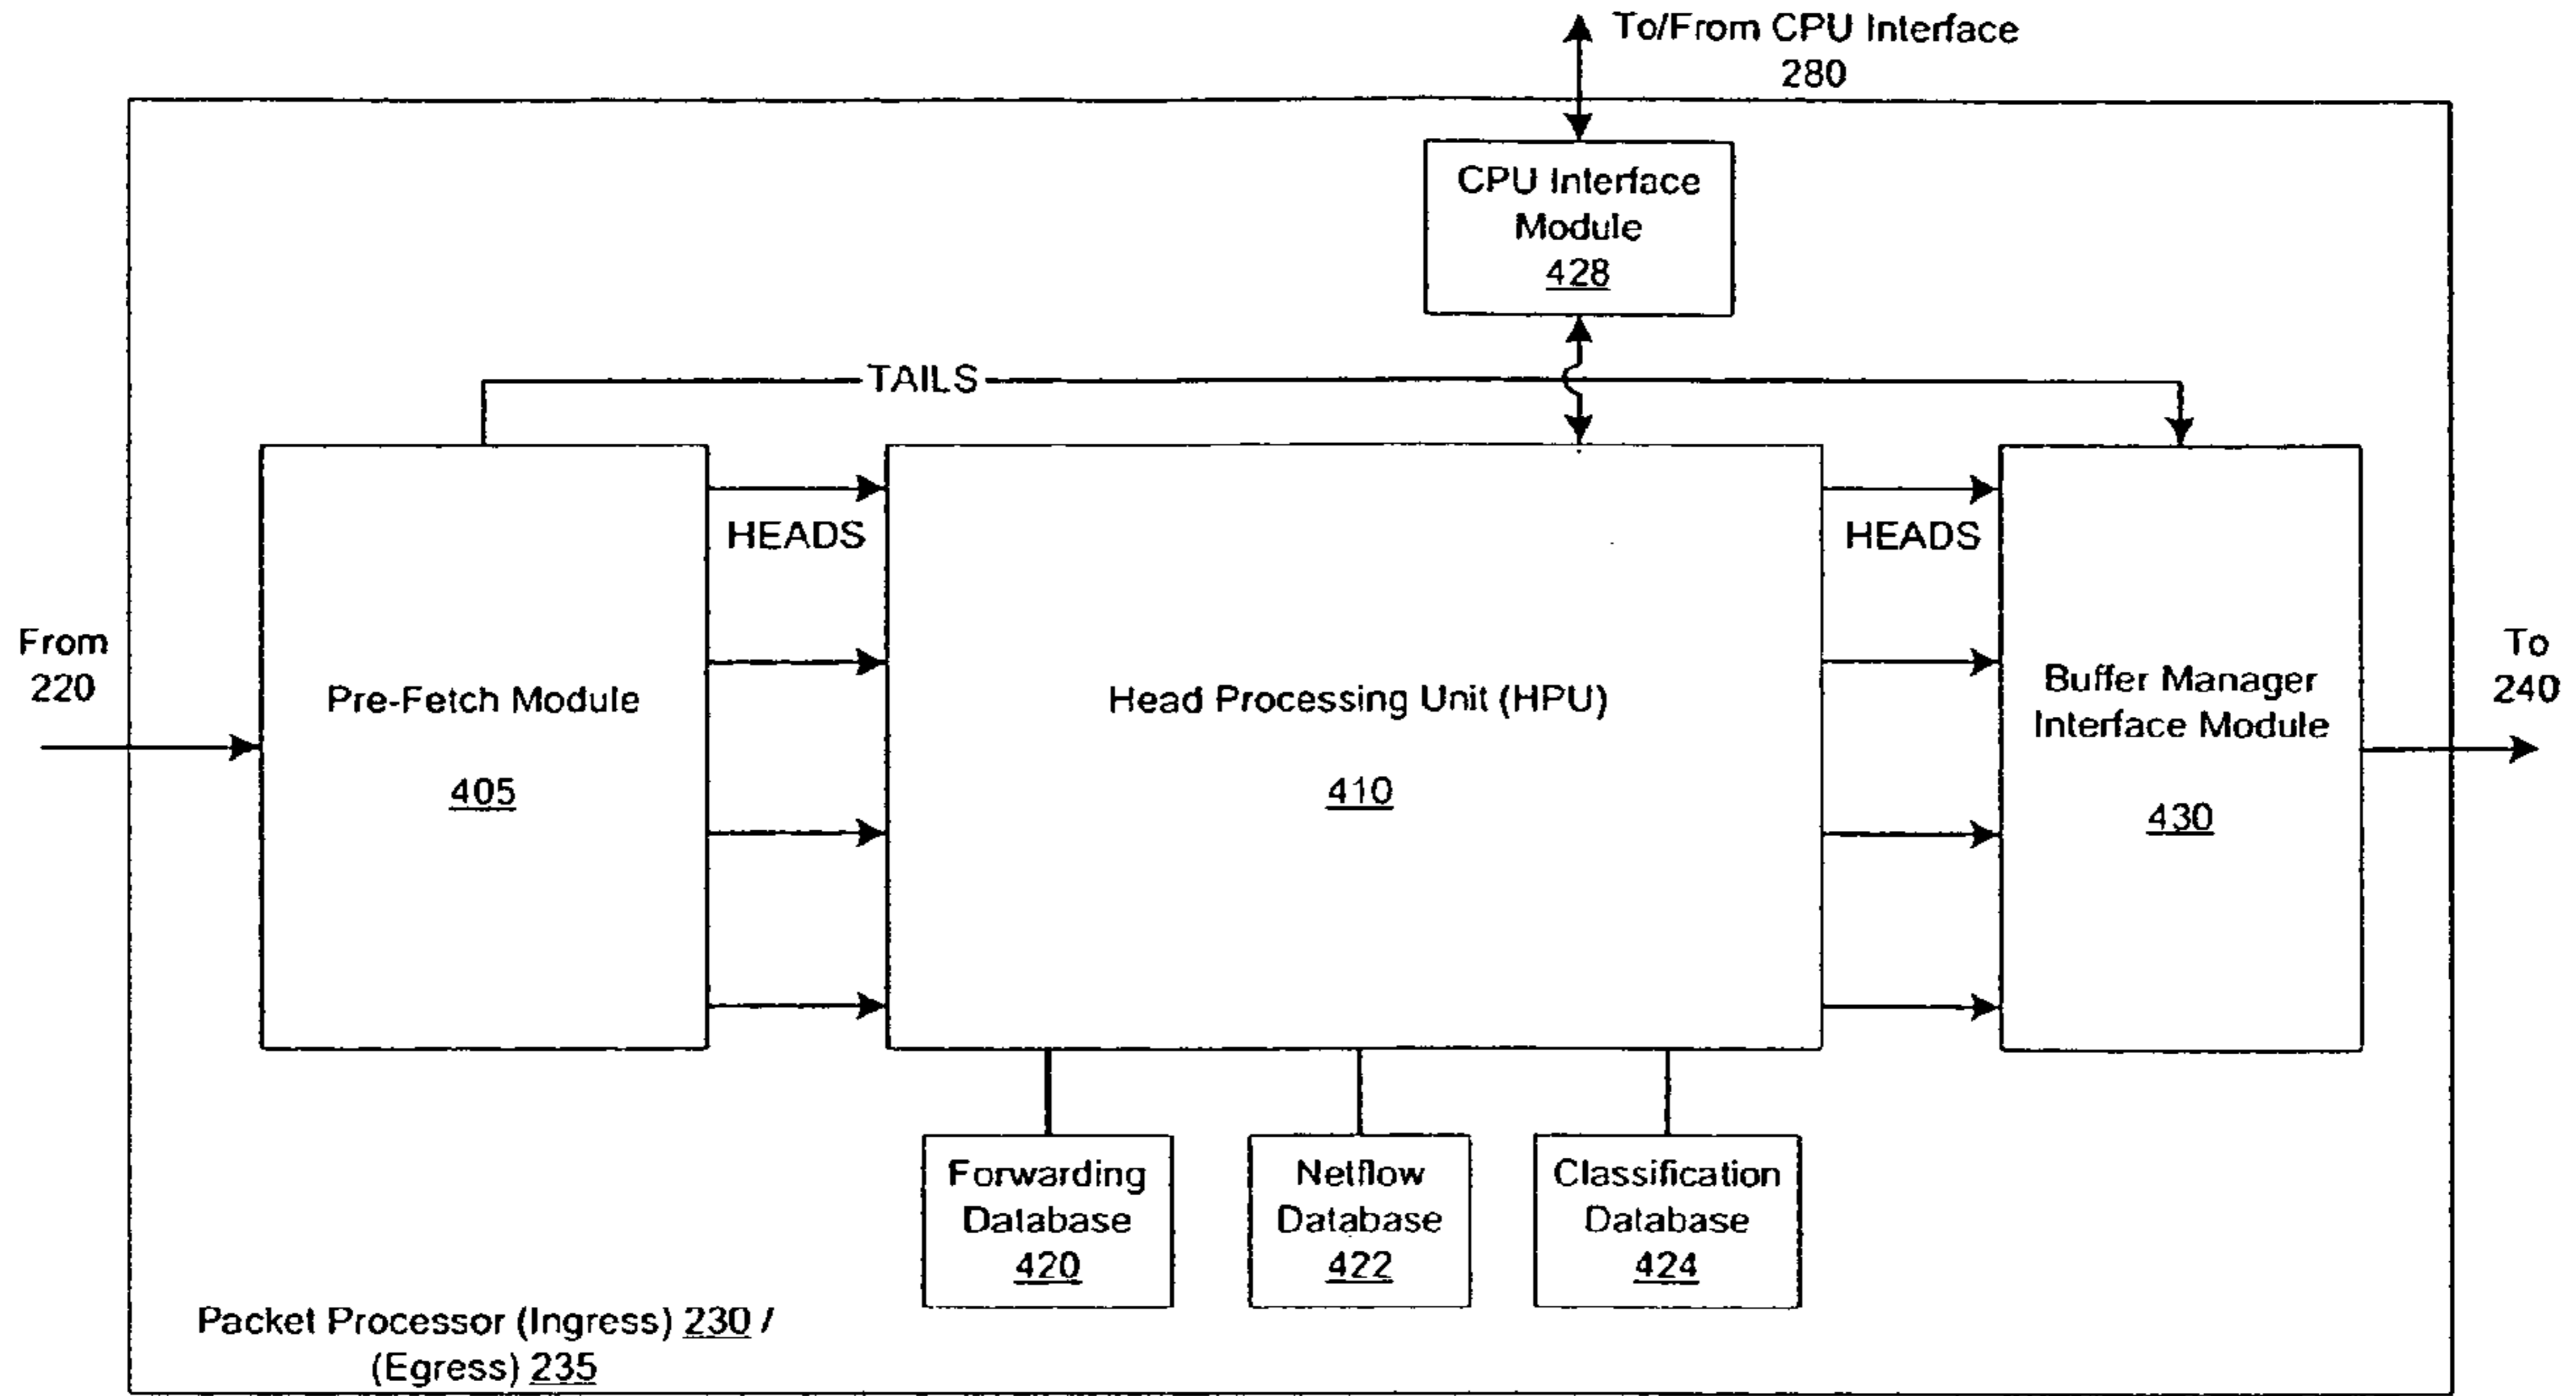 To/From CPU Interface
280
CPU Interface
Module
428
TAILS
HEADS
HEADS
From
220
Pre-Fetch Module
405
Head Processing Unit (HPU)
410
Buffer Manager
Interface Module
430
To
240
Forwarding
Database
420
Netflow
Database
422
Classification
Database
424
Packet Processor (Ingress) 230 /
(Egress) 235